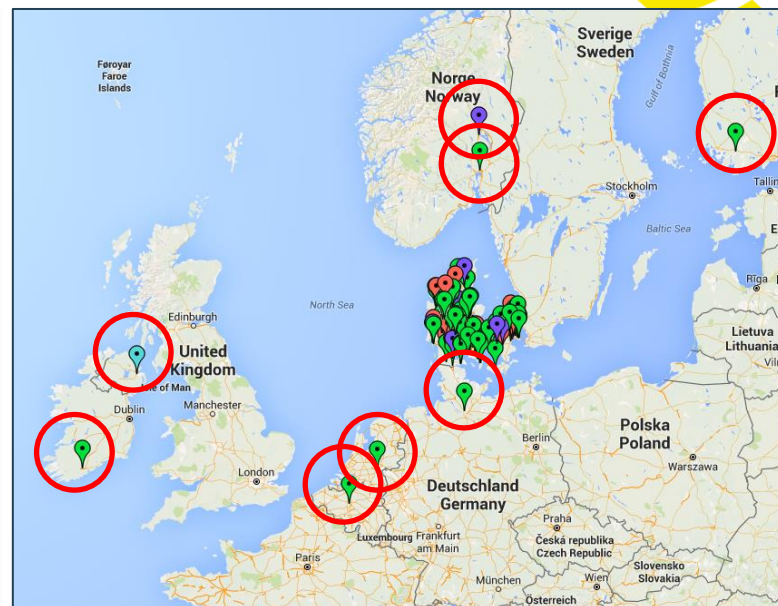 Sverige
Sweden
Føroyar
Faroe
Islands
Norge
Norway
Gulf of Bothnia
F
Stockholm
Tallin
Baltic Sea
E
Rīga
North Sea
Edinburgh
United
Kingdom
Isle of Man
Dublin
Manchester
London
Lietuva
Lithuania
Viln
Polska
Poland
Berlin
Warszawa
Deutschland
Germany
Luxembourg
Frankfurt
am Main
Praha
Česká republika
Czech Republic
Paris
Slovensko
Slovakia
München
Wien
Österreich